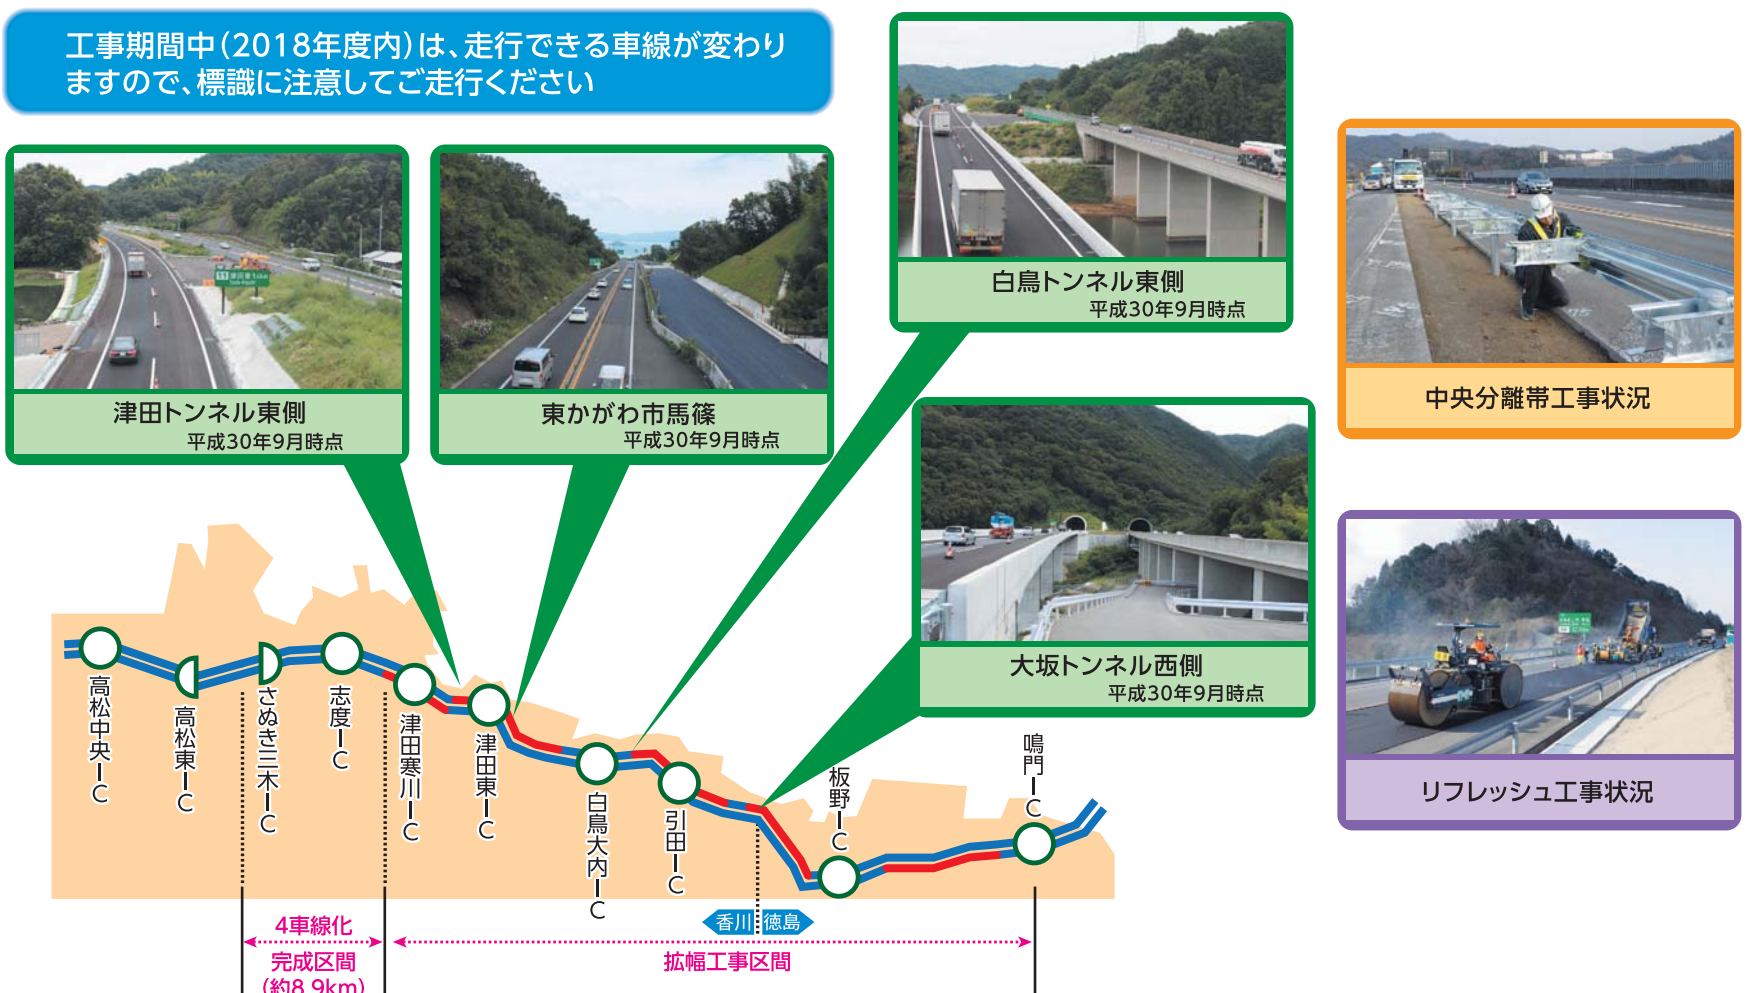 工事期間中（2018年度内）は、走行できる車線が変わり
ますので、標識に注意してご走行ください
津田トンネル東側
平成30年9月時点
東かがわ市馬篠
平成30年9月時点
白鳥トンネル東側
平成30年9月時点
大坂トンネル西側
平成30年9月時点
中央分離帯工事状況
リフレッシュ工事状況
高松中央IC
高松東IC
さぬき三木IC
志度IC
津田寒川IC
津田東IC
白鳥大内IC
引田IC
板野IC
鳴門IC
香川
徳島
4車線化
完成区間
(約8.9km)
拡幅工事区間